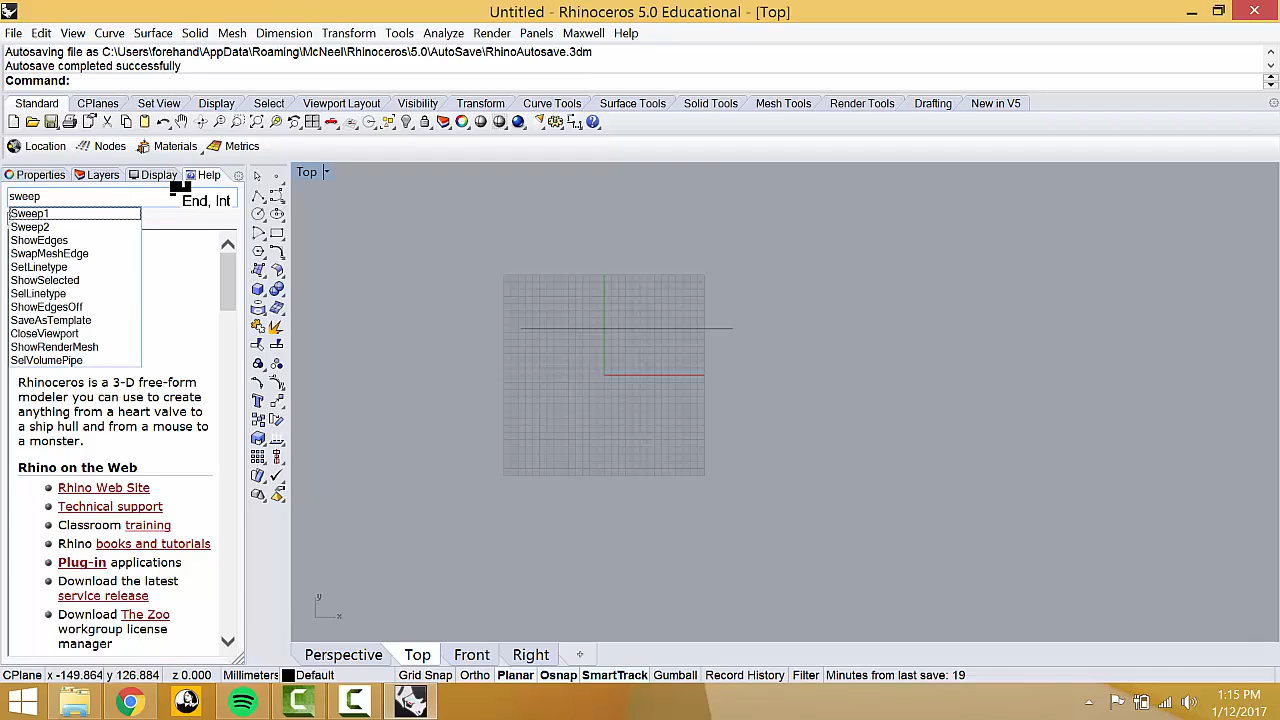 Untitled - Rhinoceros 5.0 Educational - [Top]
File Edit View Curve Surface Solid Mesh Dimension Transform Tools Analyze Render Panels Maxwell Help
Autosaving file as C:\Users\forehand\AppData\Roaming\McNeel\Rhinoceros\5.0\AutoSave\RhinoAutosave.3dm
Autosave completed successfully
Command:
Standard CPlanes Set View Display Select Viewport Layout Visibility Transform Curve Tools Surface Tools Solid Tools Mesh Tools Render Tools Drafting New in V5
Location Nodes Materials Metrics
Properties Layers Display Help
Top
sweep
End, Int
Sweep1
Sweep2
ShowEdges
SwapMeshEdge
SetLinetype
ShowSelected
SelLinetype
ShowEdgesOff
SaveAsTemplate
CloseViewport
ShowRenderMesh
SelVolumePipe
Rhinoceros is a 3-D free-form
modeler you can use to create
anything from a heart valve to
a ship hull and from a mouse to
a monster.
Rhino on the Web
Rhino Web Site
Technical support
Classroom training
Rhino books and tutorials
Plug-in applications
Download the latest
service release
Download The Zoo
workgroup license
manager
y
x
Perspective Top Front Right
CPlane x -149.864 y 126.884 z 0.000 Millimeters Default Grid Snap Ortho Planar Osnap SmartTrack Gumball Record History Filter Minutes from last save: 19
1:15 PM
1/12/2017